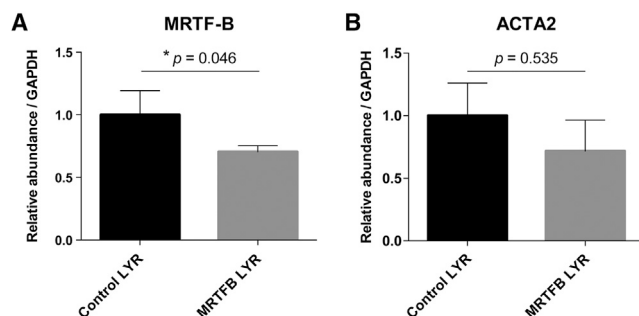 A
MRTF-B
Relative abundance / GAPDH
1.5
1.0
0.5
0.0
* p = 0.046
Control LYR
MRTFB LYR
B
ACTA2
Relative abundance / GAPDH
1.5
1.0
0.5
0.0
p = 0.535
Control LYR
MRTFB LYR